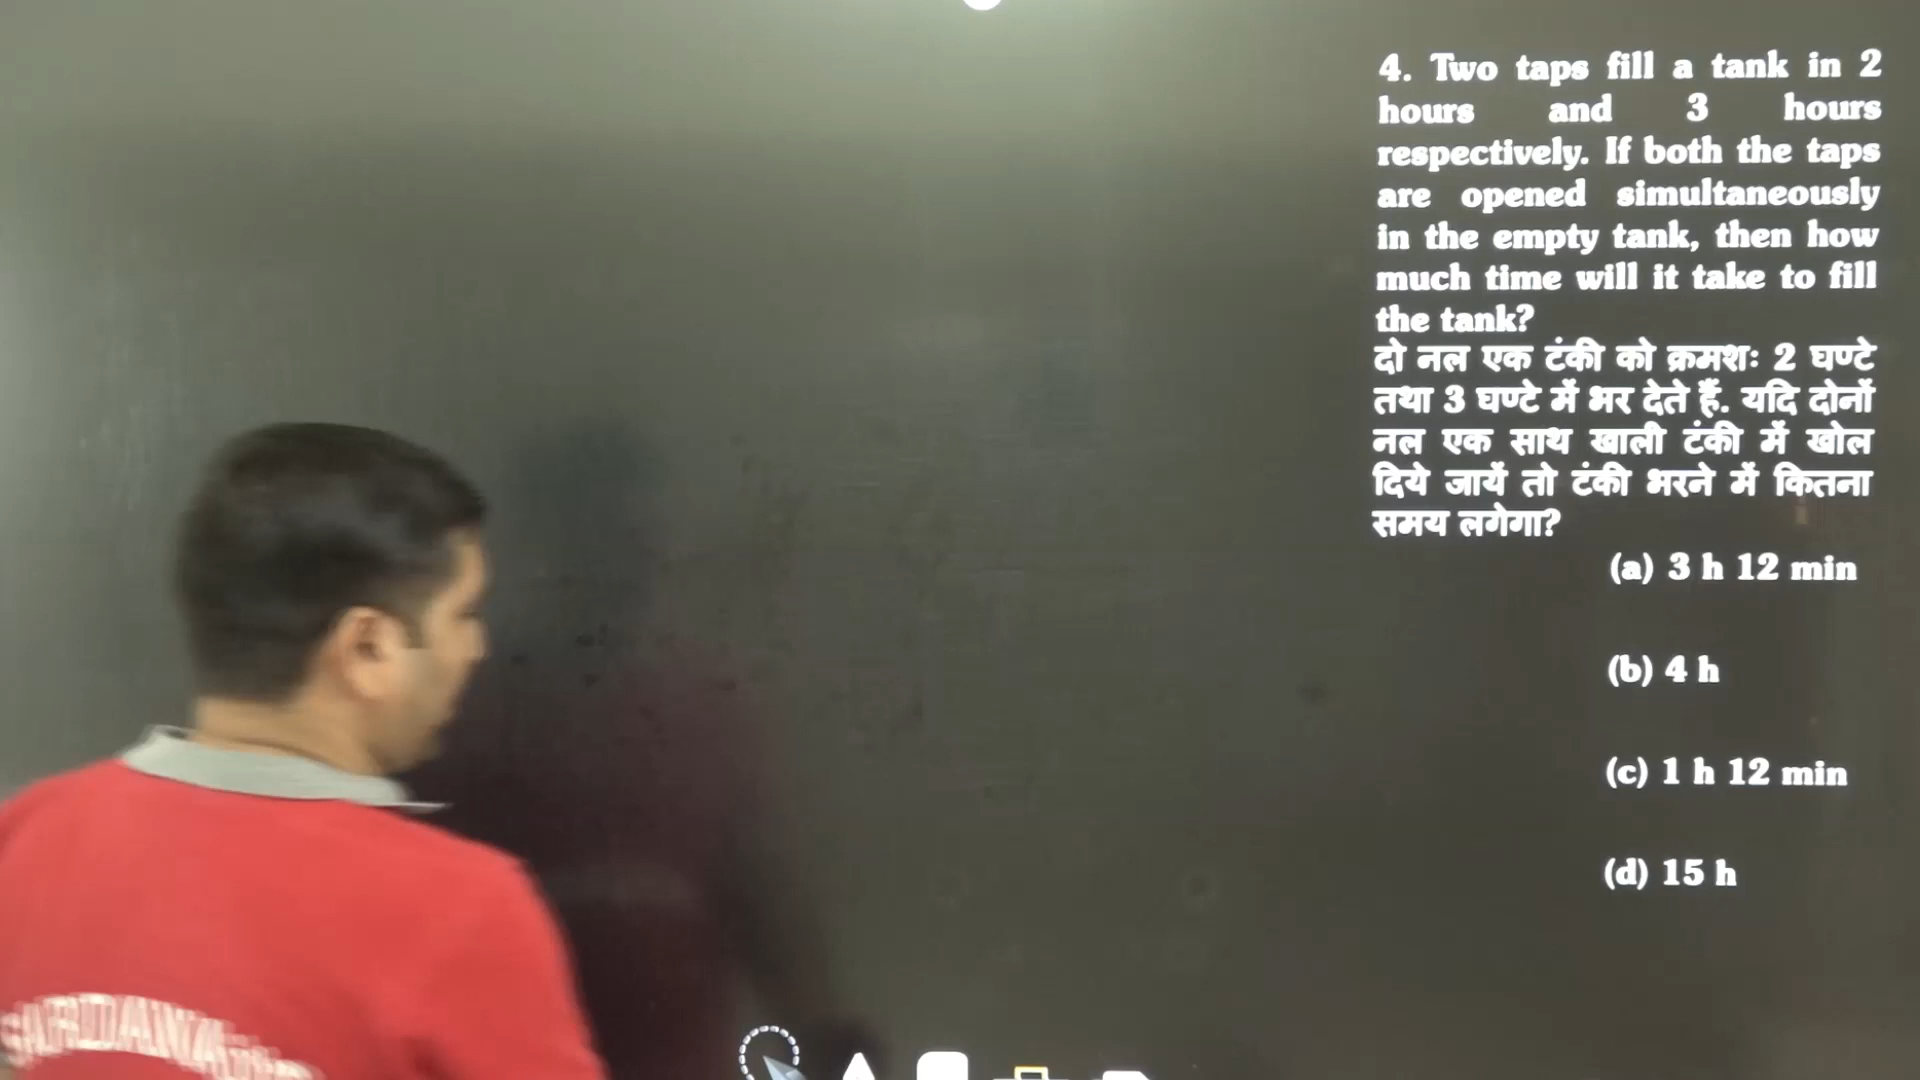 4. Two taps fill a tank in 2
hours and 3 hours
respectively. If both the taps
are opened simultaneously
in the empty tank, then how
much time will it take to fill
the tank?
दो नल एक टंकी को क्रमशः 2 घण्टे
तथा 3 घण्टे में भर देते हैं. यदि दोनों
नल एक साथ खाली टंकी में खोल
दिये जायें तो टंकी भरने में कितना
समय लगेगा?
(a) 3 h 12 min
(b) 4 h
(c) 1 h 12 min
(d) 15 h